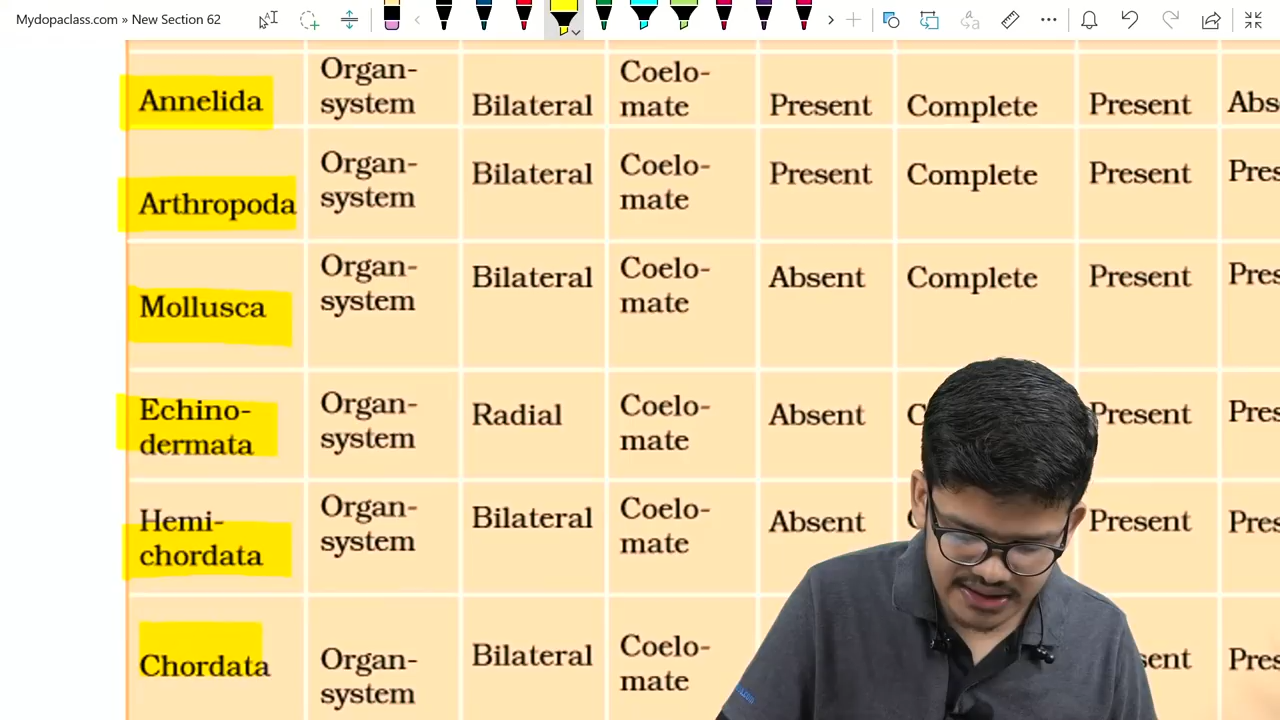 Mydopaclass.com » New Section 62
Annelida Organ- system Bilateral Coelo- mate Present Complete Present Abs
Arthropoda Organ- system Bilateral Coelo- mate Present Complete Present Pres
Mollusca Organ- system Bilateral Coelo- mate Absent Complete Present Pres
Echino- dermata Organ- system Radial Coelo- mate Absent C Present Pres
Hemi- chordata Organ- system Bilateral Coelo- mate Absent Present Pres
Chordata Organ- system Bilateral Coelo- mate sent Pres